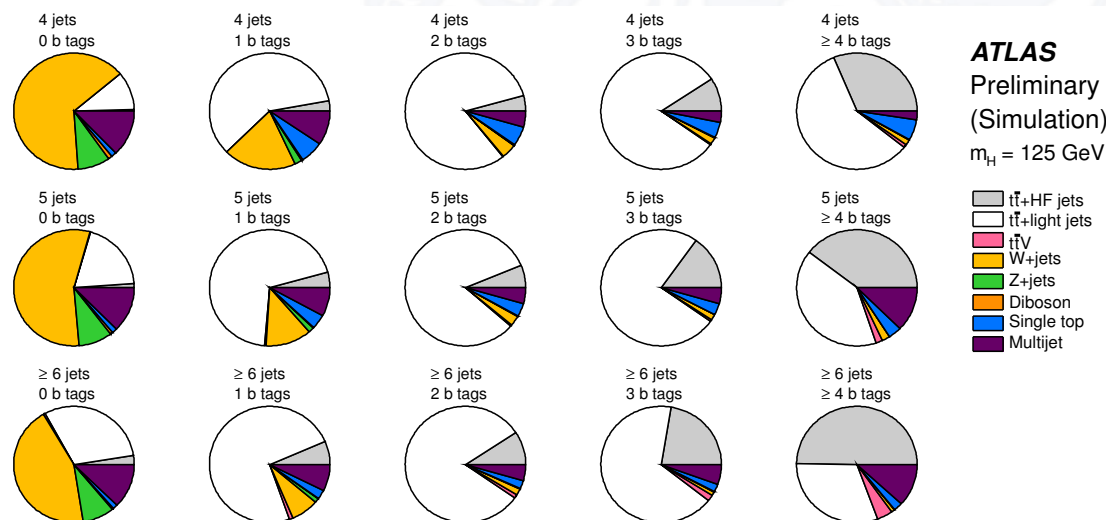 4 jets
0 b tags
4 jets
1 b tags
4 jets
2 b tags
4 jets
3 b tags
4 jets
≥ 4 b tags
ATLAS
Preliminary
(Simulation)
m_H = 125 GeV
5 jets
0 b tags
5 jets
1 b tags
5 jets
2 b tags
5 jets
3 b tags
5 jets
≥ 4 b tags
tt̄+HF jets
tt̄+light jets
tt̄V
W+jets
Z+jets
Diboson
Single top
Multijet
≥ 6 jets
0 b tags
≥ 6 jets
1 b tags
≥ 6 jets
2 b tags
≥ 6 jets
3 b tags
≥ 6 jets
≥ 4 b tags